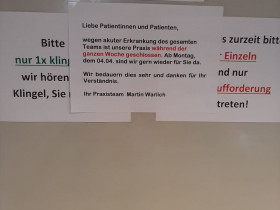 Liebe Patientinnen und Patienten,
wegen akuter Erkrankung des gesamten
Teams ist unsere Praxis während der
ganzen Woche geschlossen. Ab Montag,
dem 04.04. sind wir gern wieder für Sie da.
Wir bedauern dies sehr und danken für Ihr
Verständnis.
Ihr Praxisteam Martin Warlich
Bitte
nur 1x kling
wir hören
Klingel, Sie
s zurzeit bitt
r Einzeln
nd nur
ufforderung
treten!